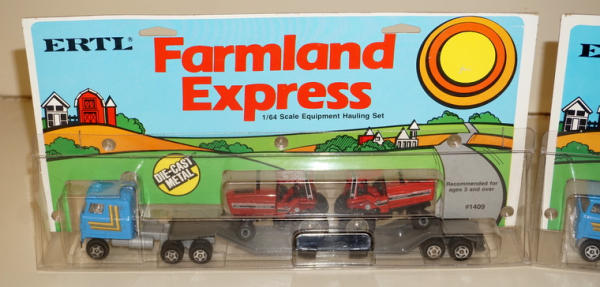 ERTL®
Farmland
Express
1/64 Scale Equipment Hauling Set
DIE-CAST
METAL
Recommended for
ages 3 and over
#1409
E